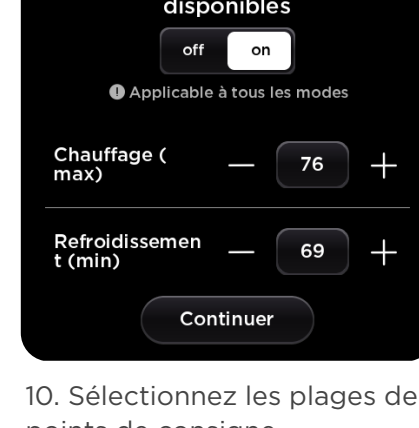 disponibles
off on
! Applicable à tous les modes
Chauffage (
max)
— 76 +
Refroidissemen
t (min)
— 69 +
Continuer
10. Sélectionnez les plages de
points de consigne